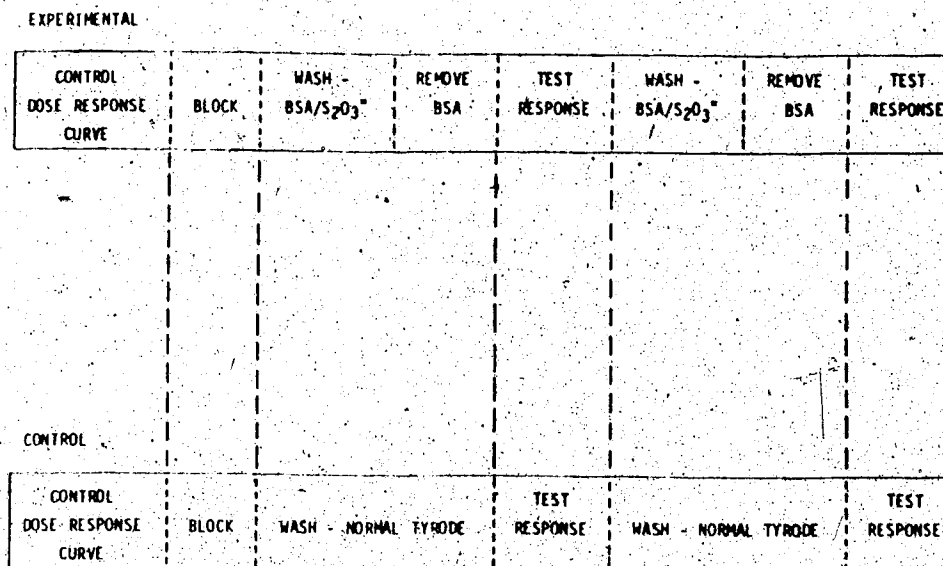 EXPERIMENTAL
CONTROL
DOSE RESPONSE
CURVE
BLOCK
WASH -
BSA/S₂O₃⁼
REMOVE
BSA
TEST
RESPONSE
WASH -
BSA/S₂O₃⁼
REMOVE
BSA
TEST
RESPONSE
CONTROL
CONTROL
DOSE RESPONSE
CURVE
BLOCK
WASH - NORMAL TYRODE
TEST
RESPONSE
WASH - NORMAL TYRODE
TEST
RESPONSE